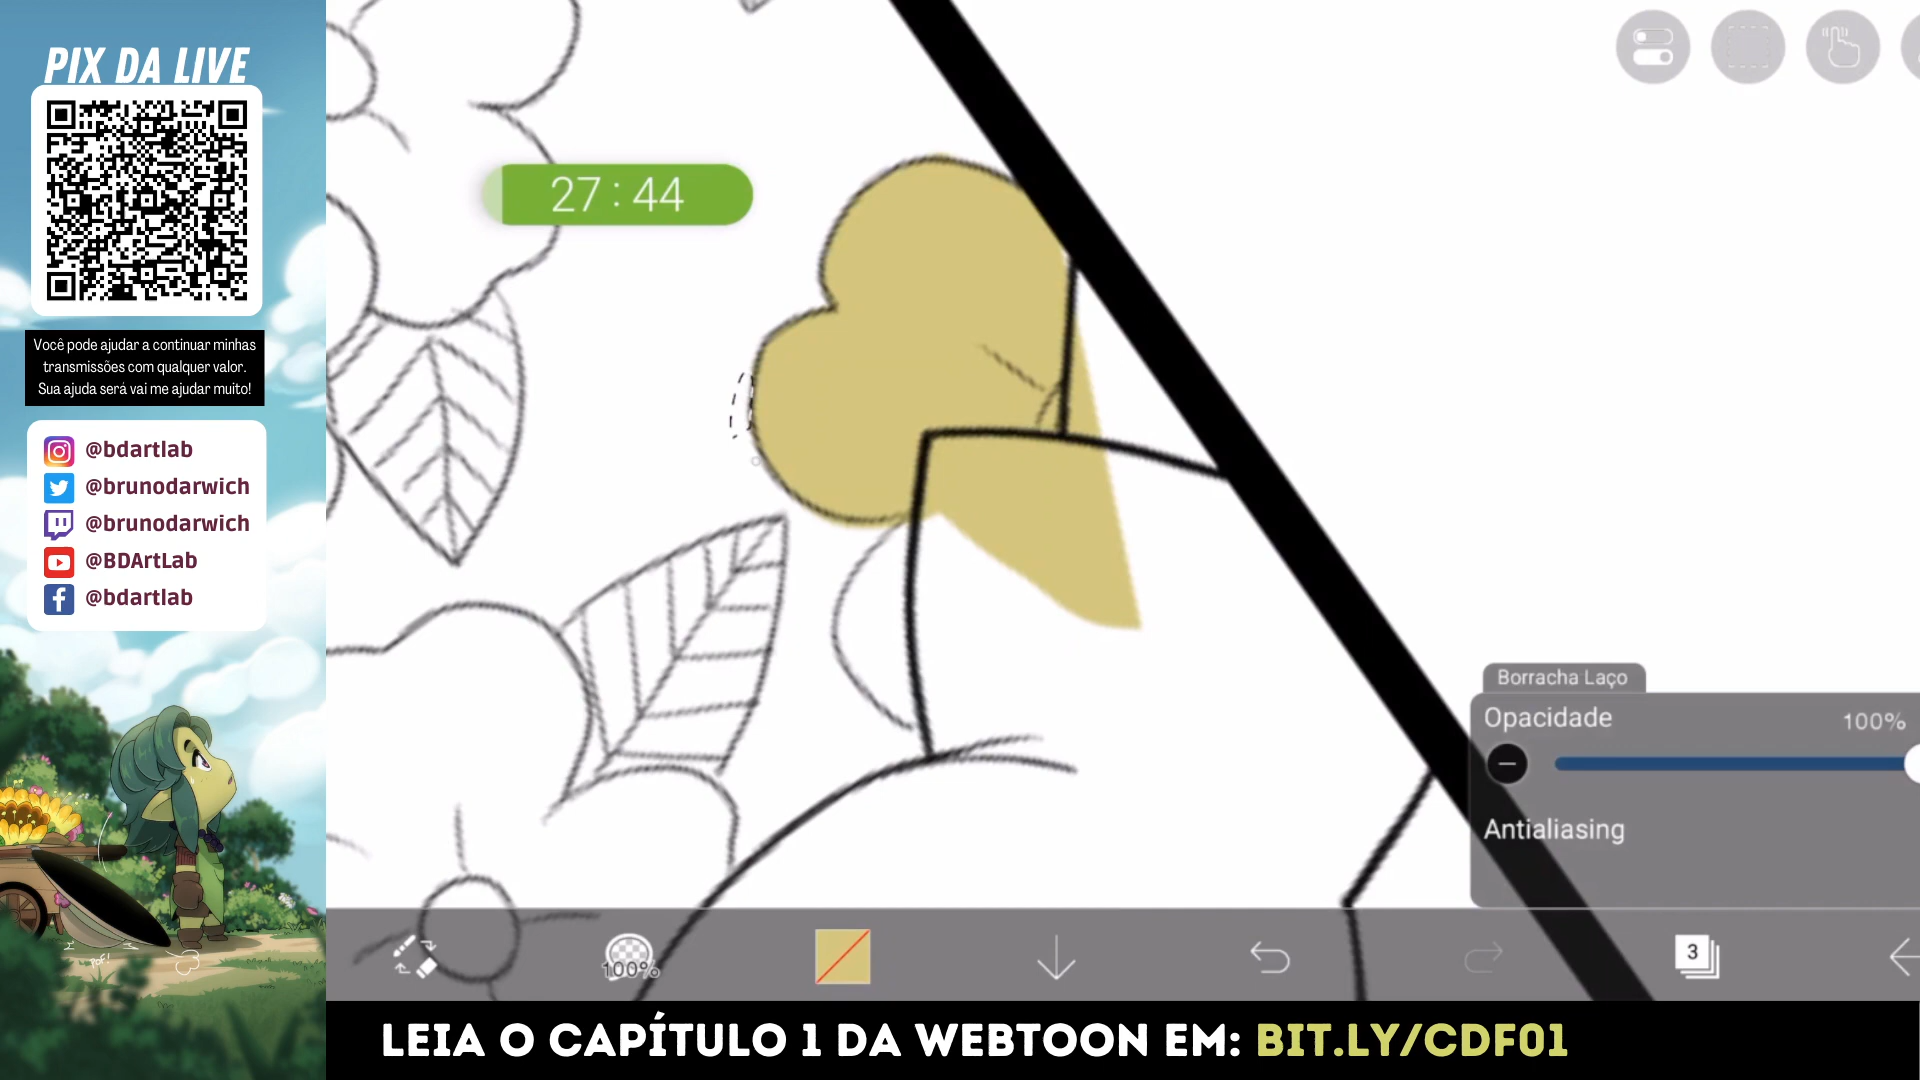 PIX DA LIVE
Você pode ajudar a continuar minhas
transmissões com qualquer valor.
Sua ajuda será vai me ajudar muito!
@bdartlab
@brunodarwich
@brunodarwich
@BDArtLab
@bdartlab
POF!
27:44
Borracha Laço
Opacidade 100%
Antialiasing
100%
3
LEIA O CAPÍTULO 1 DA WEBTOON EM: BIT.LY/CDF01